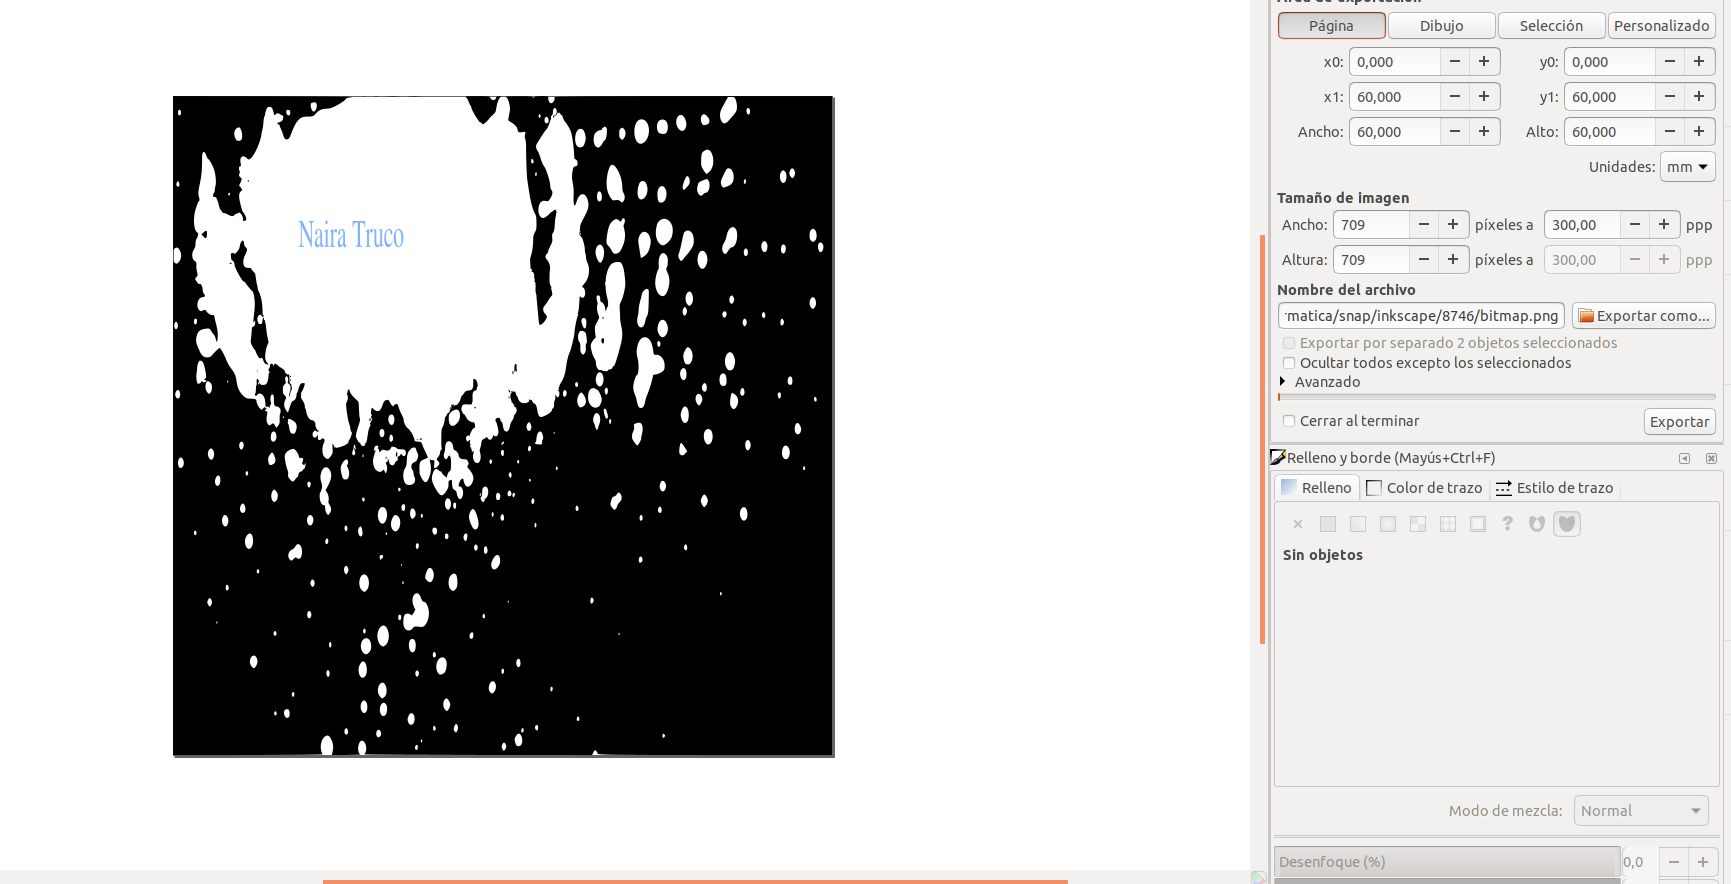 Área de exportación
Página Dibujo Selección Personalizado
x0: 0,000 y0: 0,000
x1: 60,000 y1: 60,000
Ancho: 60,000 Alto: 60,000
Unidades: mm
Tamaño de imagen
Ancho: 709 píxeles a 300,00 ppp
Altura: 709 píxeles a 300,00 ppp
Nombre del archivo
rmatica/snap/inkscape/8746/bitmap.png Exportar como...
Exportar por separado 2 objetos seleccionados
Ocultar todos excepto los seleccionados
Avanzado
Cerrar al terminar Exportar
Relleno y borde (Mayús+Ctrl+F)
Relleno Color de trazo Estilo de trazo
?
Sin objetos
Modo de mezcla: Normal
Desenfoque (%) 0,0
Naira Truco